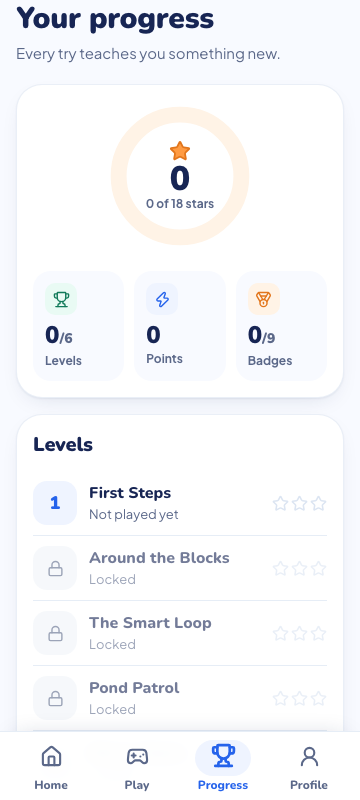 Your progress
Every try teaches you something new.
0
0 of 18 stars
0/6
Levels
0
Points
0/9
Badges
Levels
1
First Steps
Not played yet
Around the Blocks
Locked
The Smart Loop
Locked
Pond Patrol
Locked
Home
Play
Progress
Profile